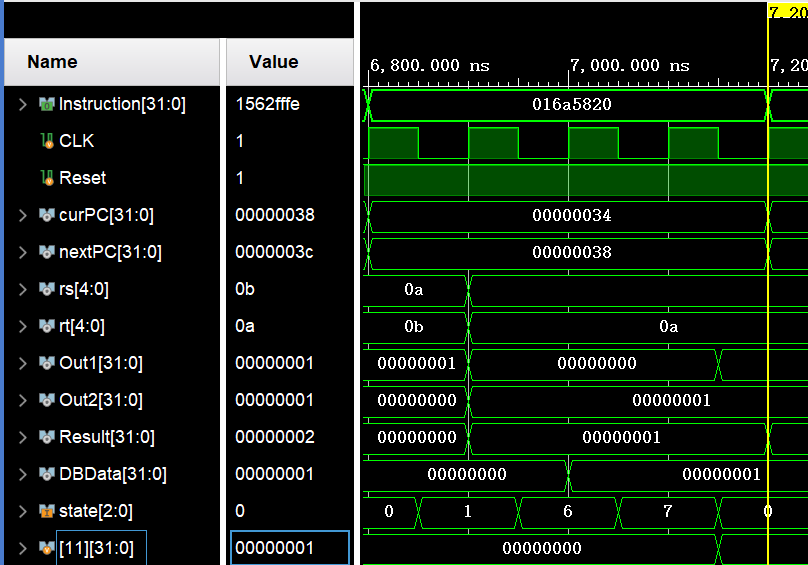 7,20
Name Value 6,800.000 ns 7,000.000 ns 7,20
Instruction[31:0] 1562fffe 016a5820
CLK 1
Reset 1
curPC[31:0] 00000038 00000034
nextPC[31:0] 0000003c 00000038
rs[4:0] 0b 0a
rt[4:0] 0a 0b 0a
Out1[31:0] 00000001 00000001 00000000
Out2[31:0] 00000001 00000000 00000001
Result[31:0] 00000002 00000000 00000001
DBData[31:0] 00000001 00000000 00000001
state[2:0] 0 0 1 6 7 0
[11][31:0] 00000001 00000000